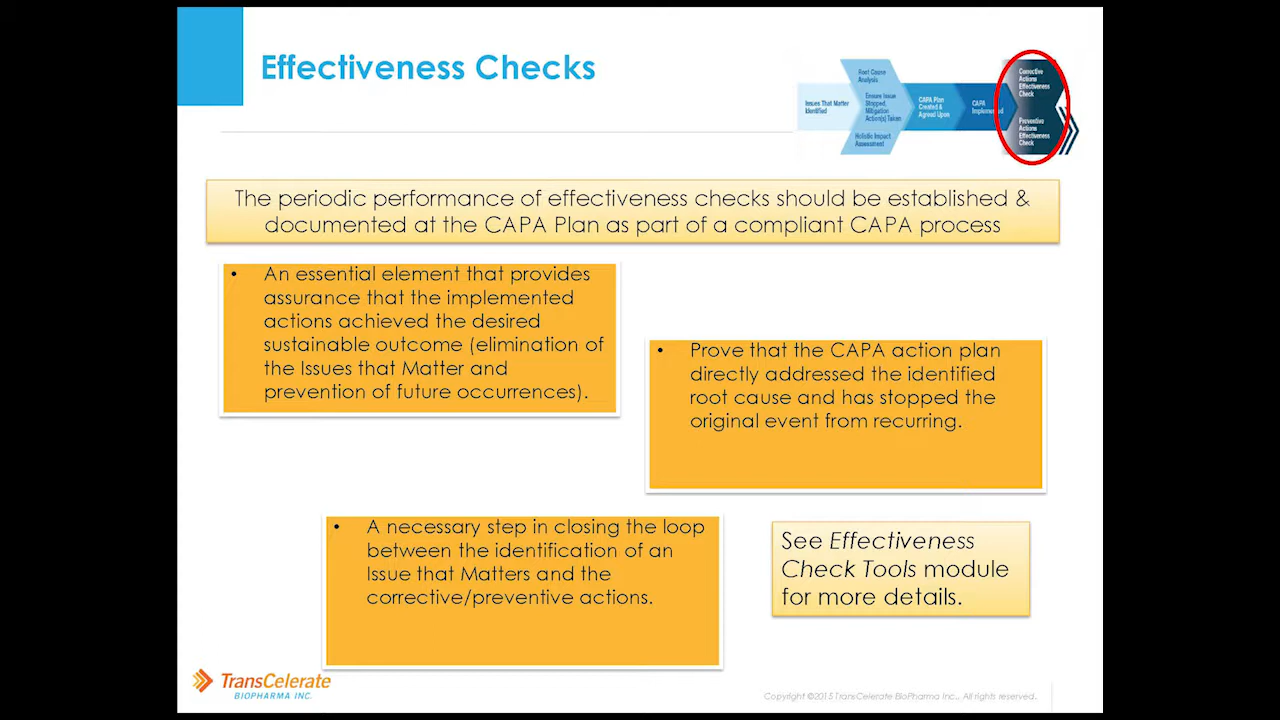 Effectiveness Checks
Root Cause
Analysis
Issues That Matter
Identified
Ensure Issue
Stopped,
Mitigation
Action(s) Taken
Holistic Impact
Assessment
CAPA Plan
Created &
Agreed Upon
CAPA
Implemented
Corrective
Actions
Effectiveness
Check
Preventive
Actions
Effectiveness
Check
The periodic performance of effectiveness checks should be established &
documented at the CAPA Plan as part of a compliant CAPA process
• An essential element that provides
assurance that the implemented
actions achieved the desired
sustainable outcome (elimination of
the Issues that Matter and
prevention of future occurrences).
• Prove that the CAPA action plan
directly addressed the identified
root cause and has stopped the
original event from recurring.
• A necessary step in closing the loop
between the identification of an
Issue that Matters and the
corrective/preventive actions.
See Effectiveness
Check Tools module
for more details.
TransCelerate
BIOPHARMA INC.
Copyright ©2015 TransCelerate BioPharma Inc., All rights reserved.